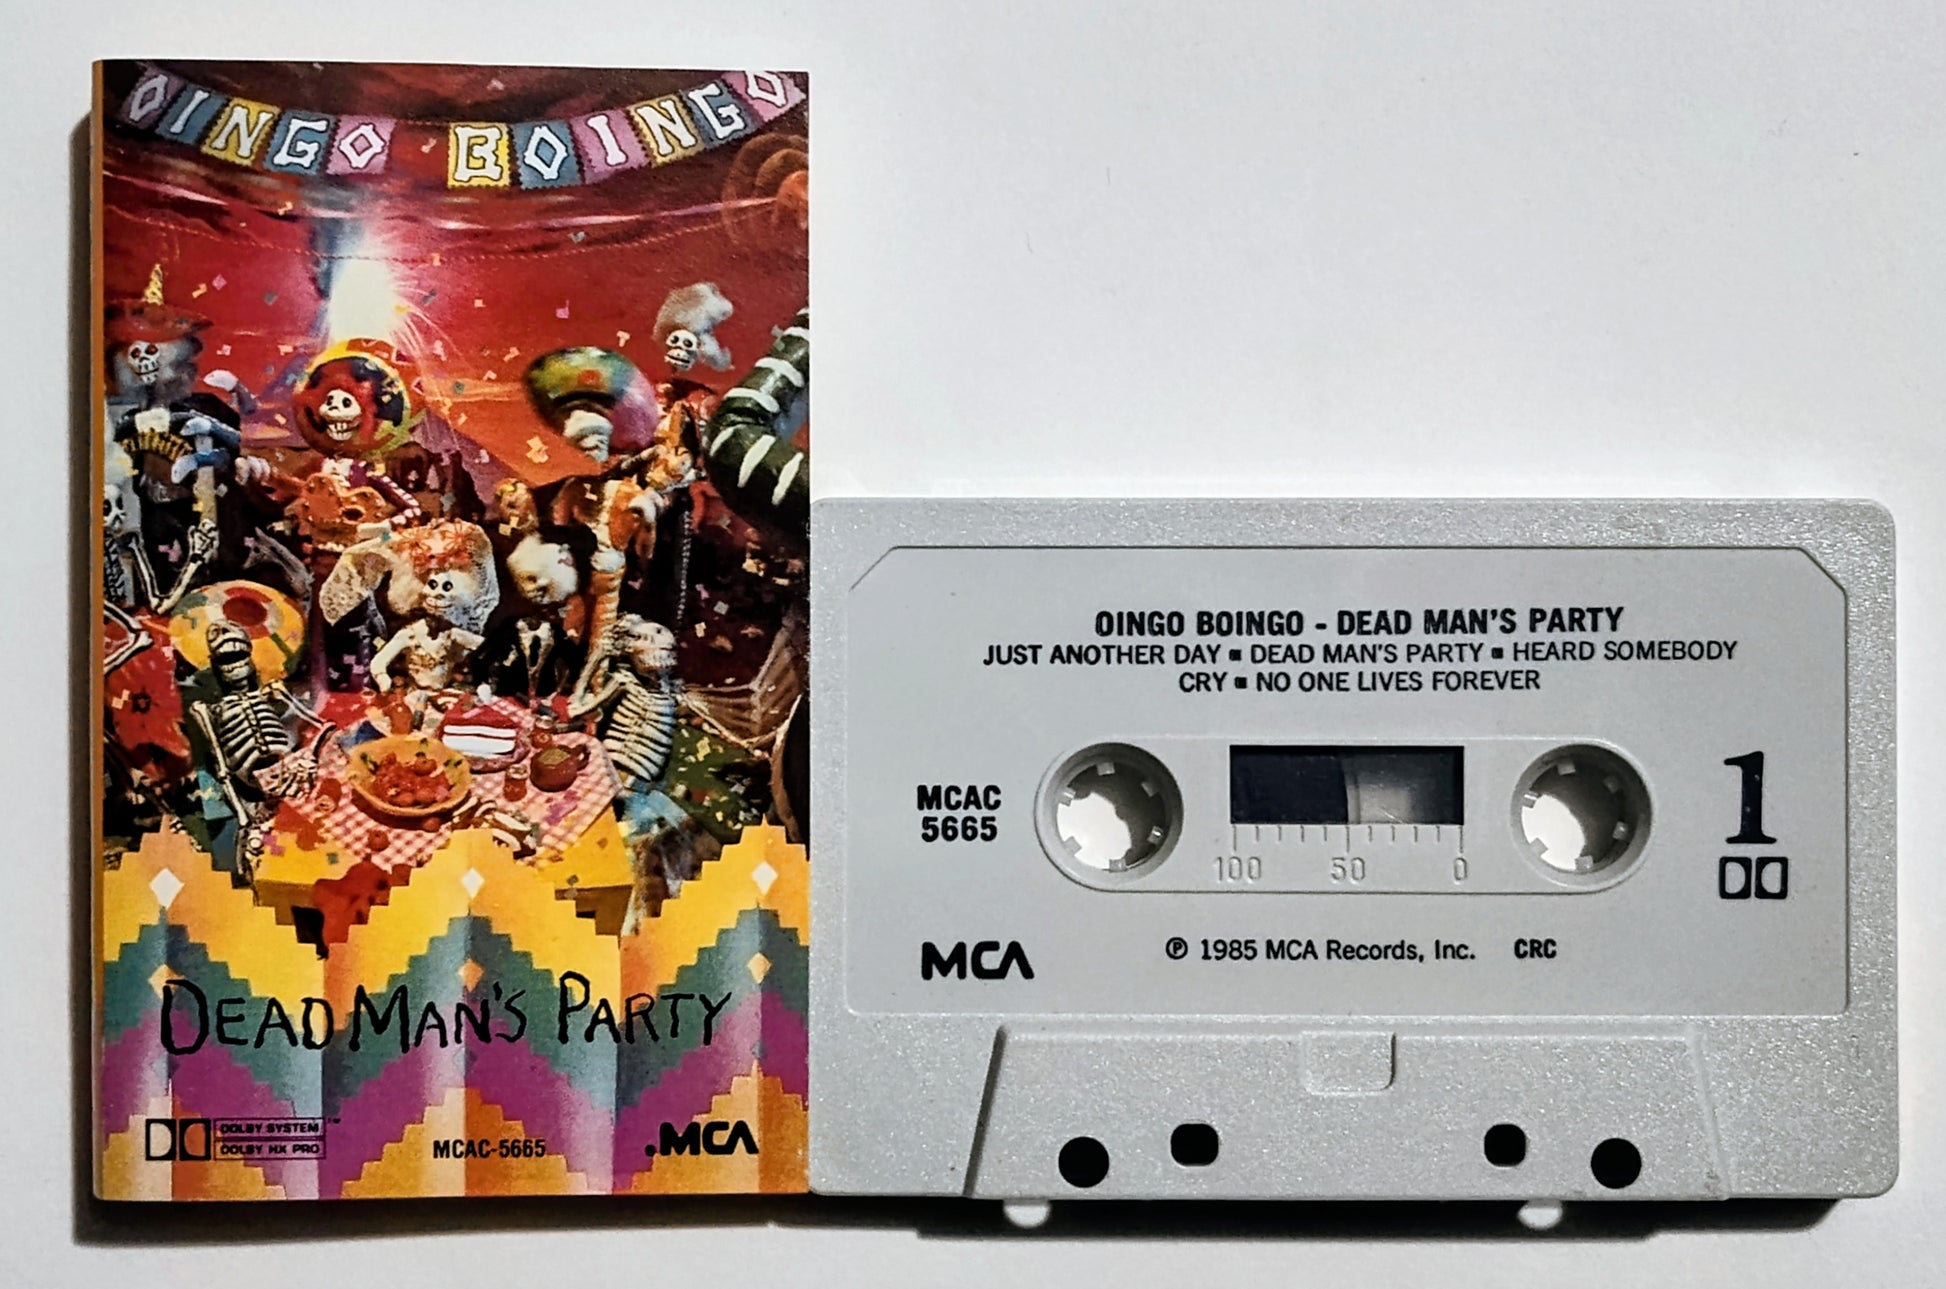 OINGO BOINGO
DEAD MAN'S PARTY
DOLBY SYSTEM ™
DOLBY HX PRO
MCAC-5665
.MCA
OINGO BOINGO - DEAD MAN'S PARTY
JUST ANOTHER DAY ■ DEAD MAN'S PARTY ■ HEARD SOMEBODY
CRY ■ NO ONE LIVES FOREVER
MCAC
5665
100 50 0
1
MCA
℗ 1985 MCA Records, Inc. CRC